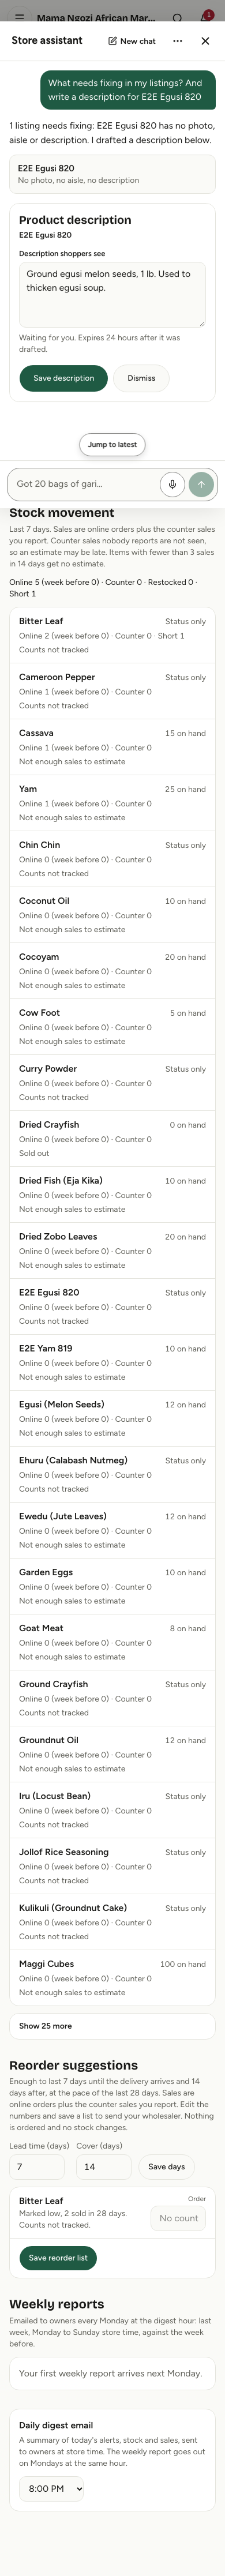 Mama Ngozi African Mar...
1
Store assistant
New chat
What needs fixing in my listings? And
write a description for E2E Egusi 820
1 listing needs fixing: E2E Egusi 820 has no photo,
aisle, or description. I drafted a description below.
E2E Egusi 820
No photo, no aisle, no description
Product description
E2E Egusi 820
Description shoppers see
Ground egusi melon seeds, 1 lb. Used to
thicken egusi soup.
Waiting for you. Expires 24 hours after it was
drafted.
Save description
Dismiss
Jump to latest
Got 20 bags of gari...
Stock movement
Last 7 days. Sales are online orders plus the counter sales
you report. Counter sales nobody reports are not seen,
so an estimate may be late. Items with fewer than 3 sales
in 14 days get no estimate.
Online 5 (week before 0) · Counter 0 · Restocked 0 ·
Short 1
Bitter Leaf
Status only
Online 2 (week before 0) · Counter 0 · Short 1
Counts not tracked
Cameroon Pepper
Status only
Online 1 (week before 0) · Counter 0
Counts not tracked
Cassava
15 on hand
Online 1 (week before 0) · Counter 0
Not enough sales to estimate
Yam
25 on hand
Online 1 (week before 0) · Counter 0
Not enough sales to estimate
Chin Chin
Status only
Online 0 (week before 0) · Counter 0
Counts not tracked
Coconut Oil
10 on hand
Online 0 (week before 0) · Counter 0
Not enough sales to estimate
Cocoyam
20 on hand
Online 0 (week before 0) · Counter 0
Not enough sales to estimate
Cow Foot
5 on hand
Online 0 (week before 0) · Counter 0
Not enough sales to estimate
Curry Powder
Status only
Online 0 (week before 0) · Counter 0
Counts not tracked
Dried Crayfish
0 on hand
Online 0 (week before 0) · Counter 0
Sold out
Dried Fish (Eja Kika)
10 on hand
Online 0 (week before 0) · Counter 0
Not enough sales to estimate
Dried Zobo Leaves
20 on hand
Online 0 (week before 0) · Counter 0
Not enough sales to estimate
E2E Egusi 820
Status only
Online 0 (week before 0) · Counter 0
Counts not tracked
E2E Yam 819
10 on hand
Online 0 (week before 0) · Counter 0
Not enough sales to estimate
Egusi (Melon Seeds)
12 on hand
Online 0 (week before 0) · Counter 0
Not enough sales to estimate
Ehuru (Calabash Nutmeg)
Status only
Online 0 (week before 0) · Counter 0
Counts not tracked
Ewedu (Jute Leaves)
12 on hand
Online 0 (week before 0) · Counter 0
Not enough sales to estimate
Garden Eggs
10 on hand
Online 0 (week before 0) · Counter 0
Not enough sales to estimate
Goat Meat
8 on hand
Online 0 (week before 0) · Counter 0
Not enough sales to estimate
Ground Crayfish
Status only
Online 0 (week before 0) · Counter 0
Counts not tracked
Groundnut Oil
12 on hand
Online 0 (week before 0) · Counter 0
Not enough sales to estimate
Iru (Locust Bean)
Status only
Online 0 (week before 0) · Counter 0
Counts not tracked
Jollof Rice Seasoning
Status only
Online 0 (week before 0) · Counter 0
Counts not tracked
Kulikuli (Groundnut Cake)
Status only
Online 0 (week before 0) · Counter 0
Counts not tracked
Maggi Cubes
100 on hand
Online 0 (week before 0) · Counter 0
Not enough sales to estimate
Show 25 more
Reorder suggestions
Enough to last 7 days until the delivery arrives and 14
days after, at the pace of the last 28 days. Sales are
online orders plus the counter sales you report. Edit the
numbers and save a list to send your wholesaler. Nothing
is ordered and no stock changes.
Lead time (days)
Cover (days)
7
14
Save days
Bitter Leaf
Marked low, 2 sold in 28 days.
Counts not tracked.
Order
No count
Save reorder list
Weekly reports
Emailed to owners every Monday at the digest hour: last
week, Monday to Sunday store time, against the week
before.
Your first weekly report arrives next Monday.
Daily digest email
A summary of today's alerts, stock and sales, sent
to owners at store time. The weekly report goes out
on Mondays at the same hour.
8:00 PM